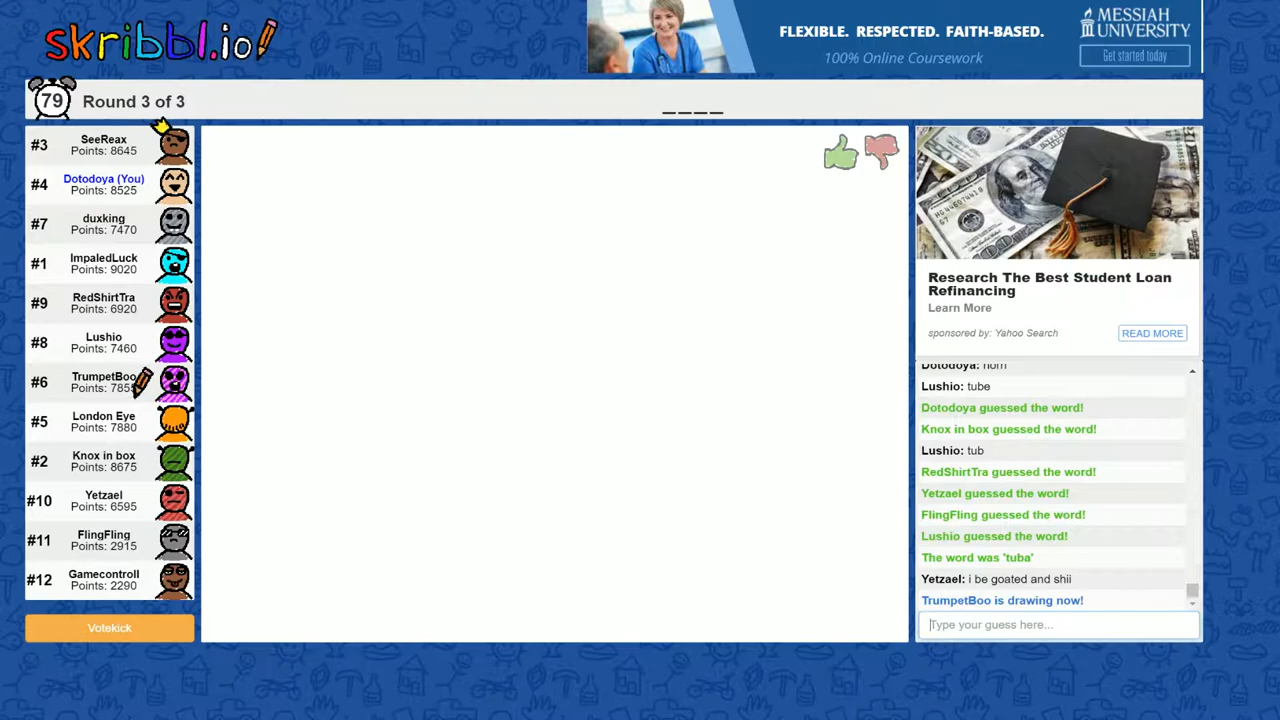 skribbl.io
FLEXIBLE. RESPECTED. FAITH-BASED.
100% Online Coursework
MESSIAH
UNIVERSITY
Get started today
79
Round 3 of 3
_ _ _ _
#3 SeeReax
Points: 8645
#4 Dotodoya (You)
Points: 8525
#7 duxking
Points: 7470
#1 ImpaledLuck
Points: 9020
#9 RedShirtTra
Points: 6920
#8 Lushio
Points: 7460
#6 TrumpetBoo
Points: 7855
#5 London Eye
Points: 7880
#2 Knox in box
Points: 8675
#10 Yetzael
Points: 6595
#11 FlingFling
Points: 2915
#12 Gamecontroll
Points: 2290
Votekick
Research The Best Student Loan
Refinancing
Learn More
sponsored by: Yahoo Search
READ MORE
Dotodoya: horn
Lushio: tube
Dotodoya guessed the word!
Knox in box guessed the word!
Lushio: tub
RedShirtTra guessed the word!
Yetzael guessed the word!
FlingFling guessed the word!
Lushio guessed the word!
The word was 'tuba'
Yetzael: i be goated and shii
TrumpetBoo is drawing now!
Type your guess here...